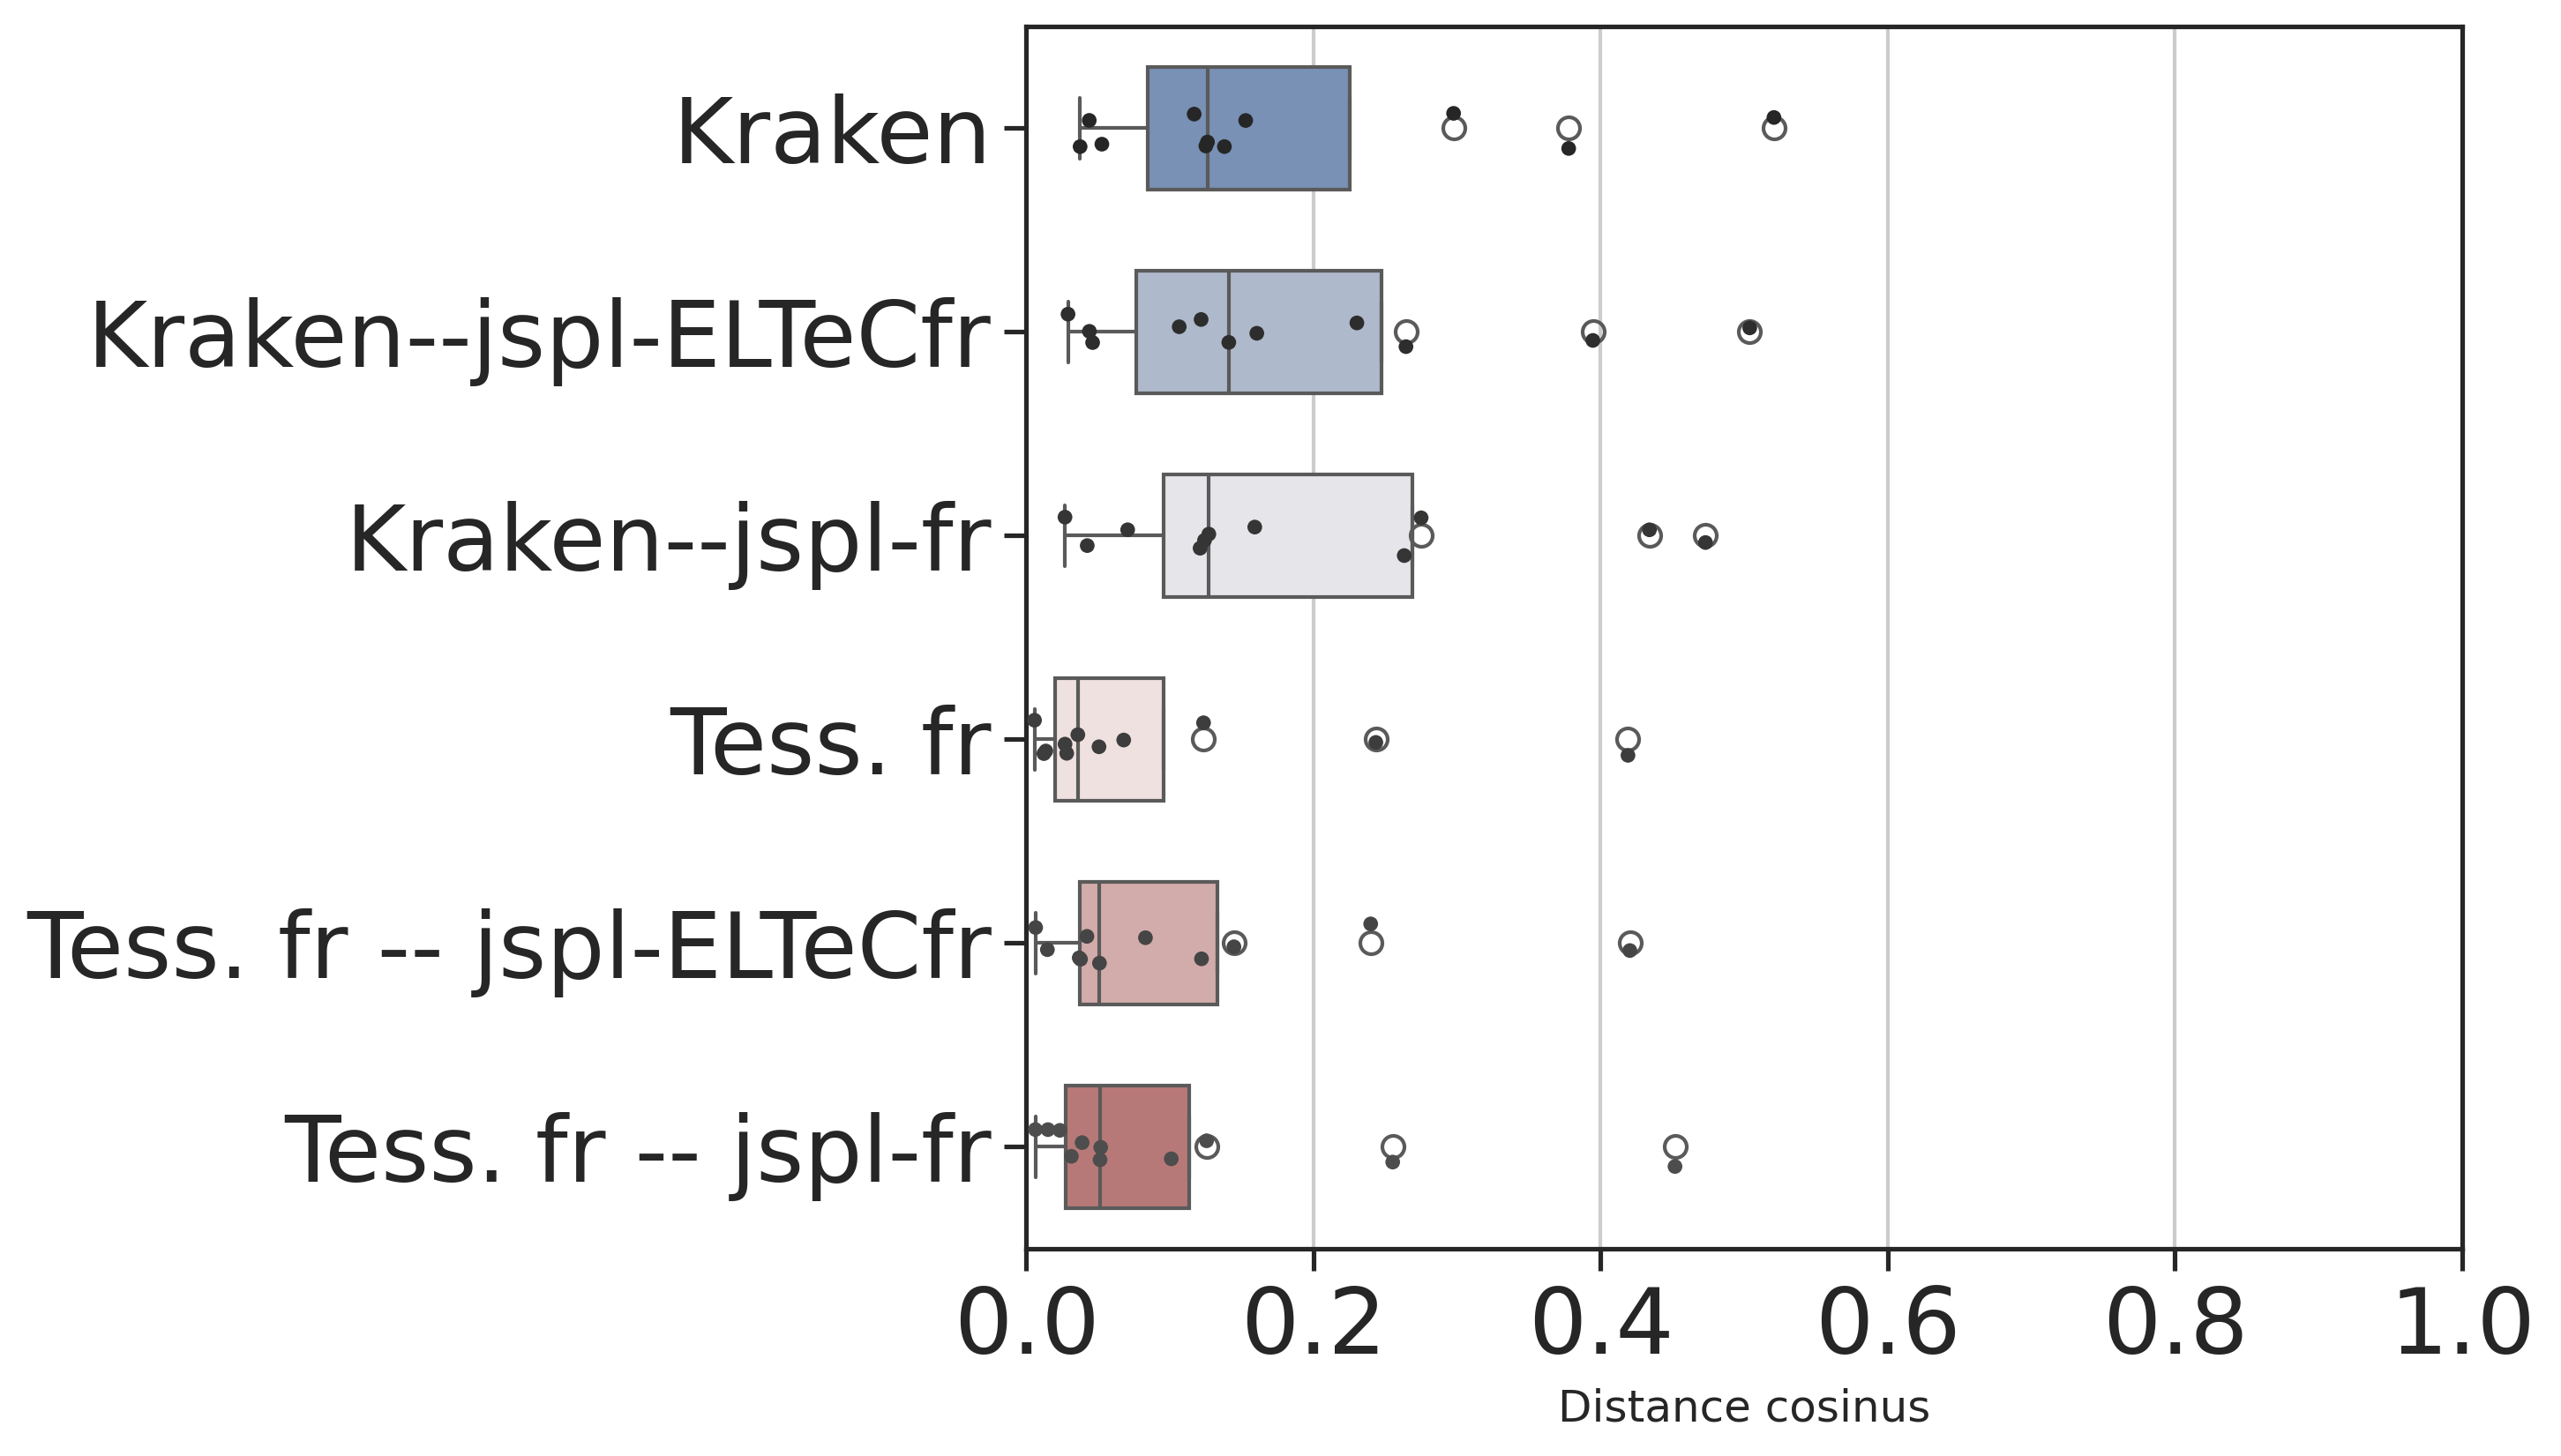 Kraken
Kraken--jspl-ELTeCfr
Kraken--jspl-fr
Tess. fr
Tess. fr -- jspl-ELTeCfr
Tess. fr -- jspl-fr
0.0 0.2 0.4 0.6 0.8 1.0
Distance cosinus